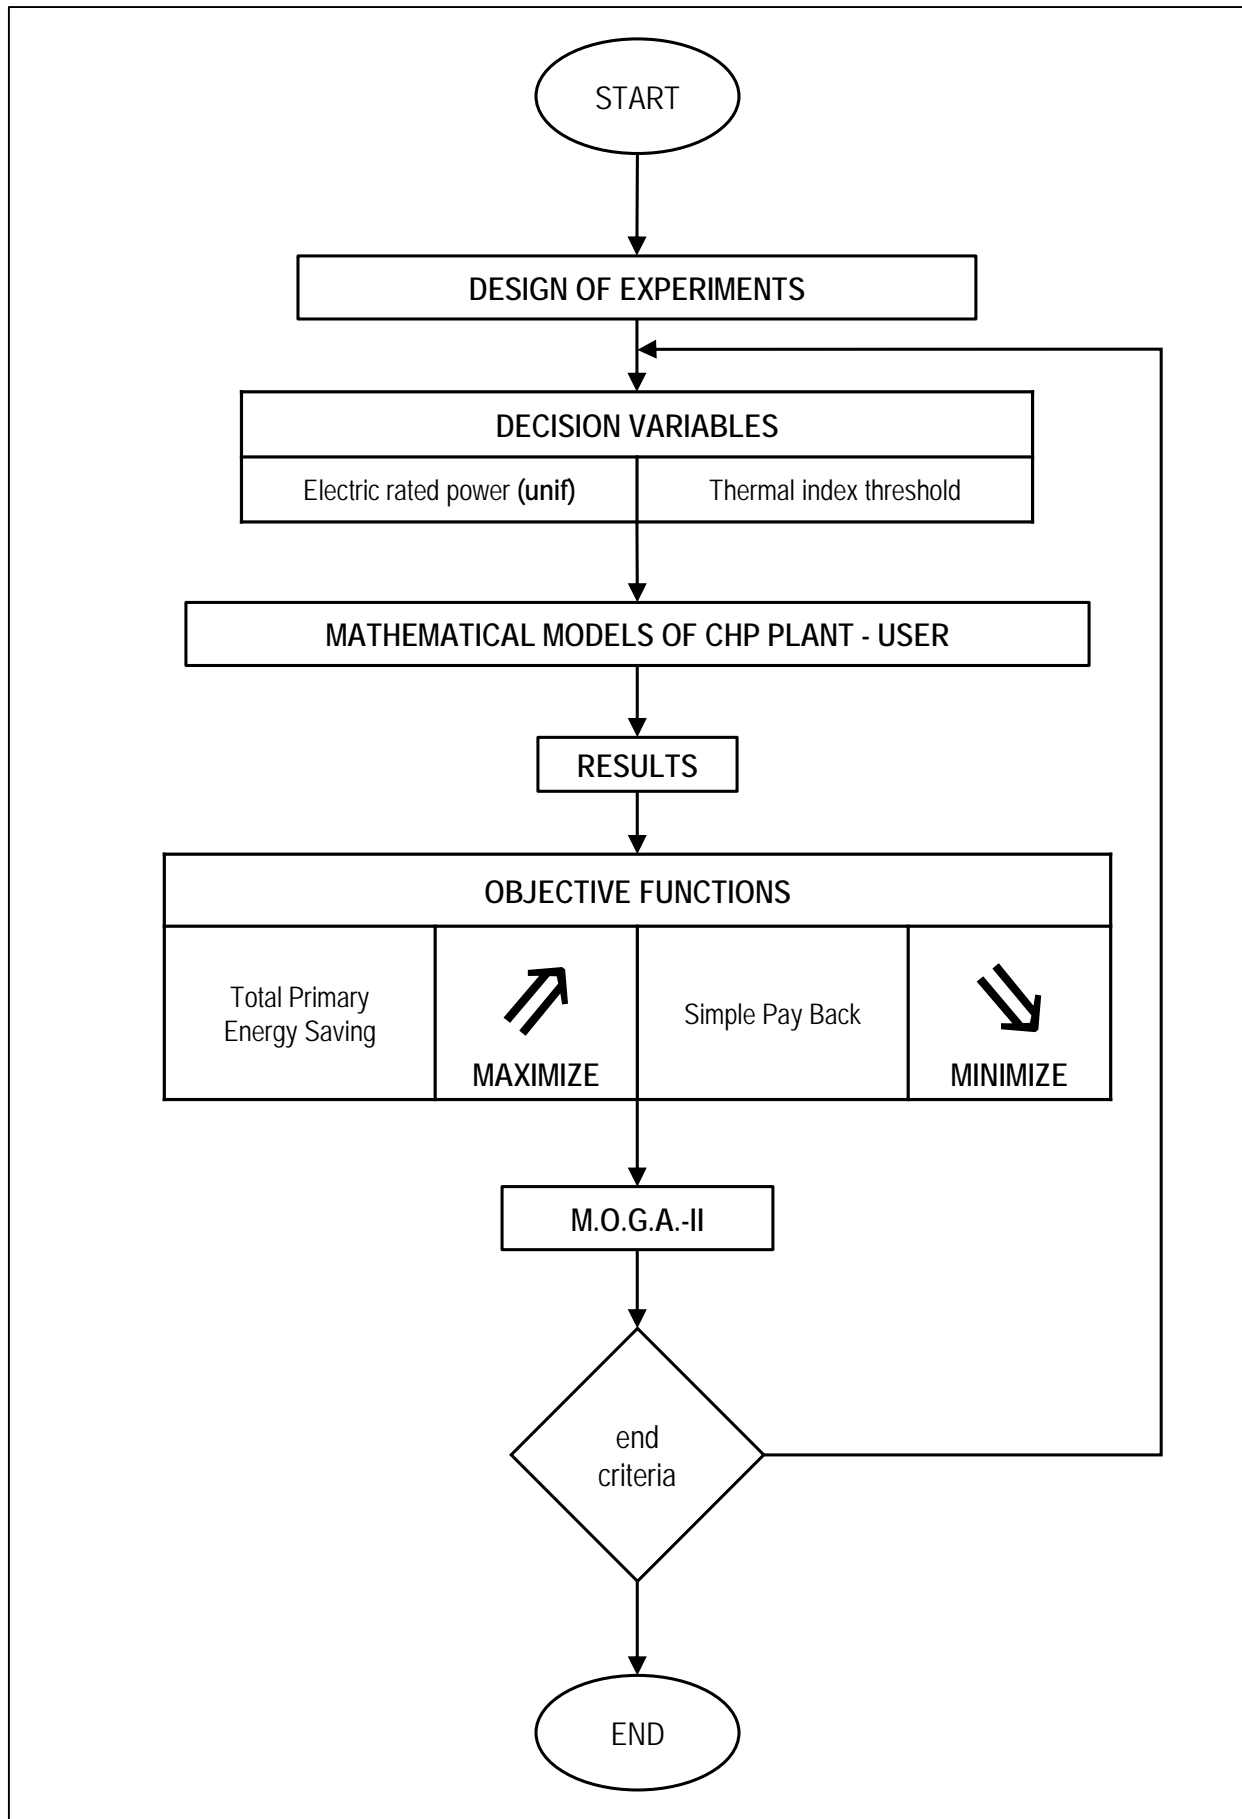 START
DESIGN OF EXPERIMENTS
DECISION VARIABLES
Electric rated power (unif)
Thermal index threshold
MATHEMATICAL MODELS OF CHP PLANT - USER
RESULTS
OBJECTIVE FUNCTIONS
Total Primary
Energy Saving
MAXIMIZE
Simple Pay Back
MINIMIZE
M.O.G.A.-II
end
criteria
END